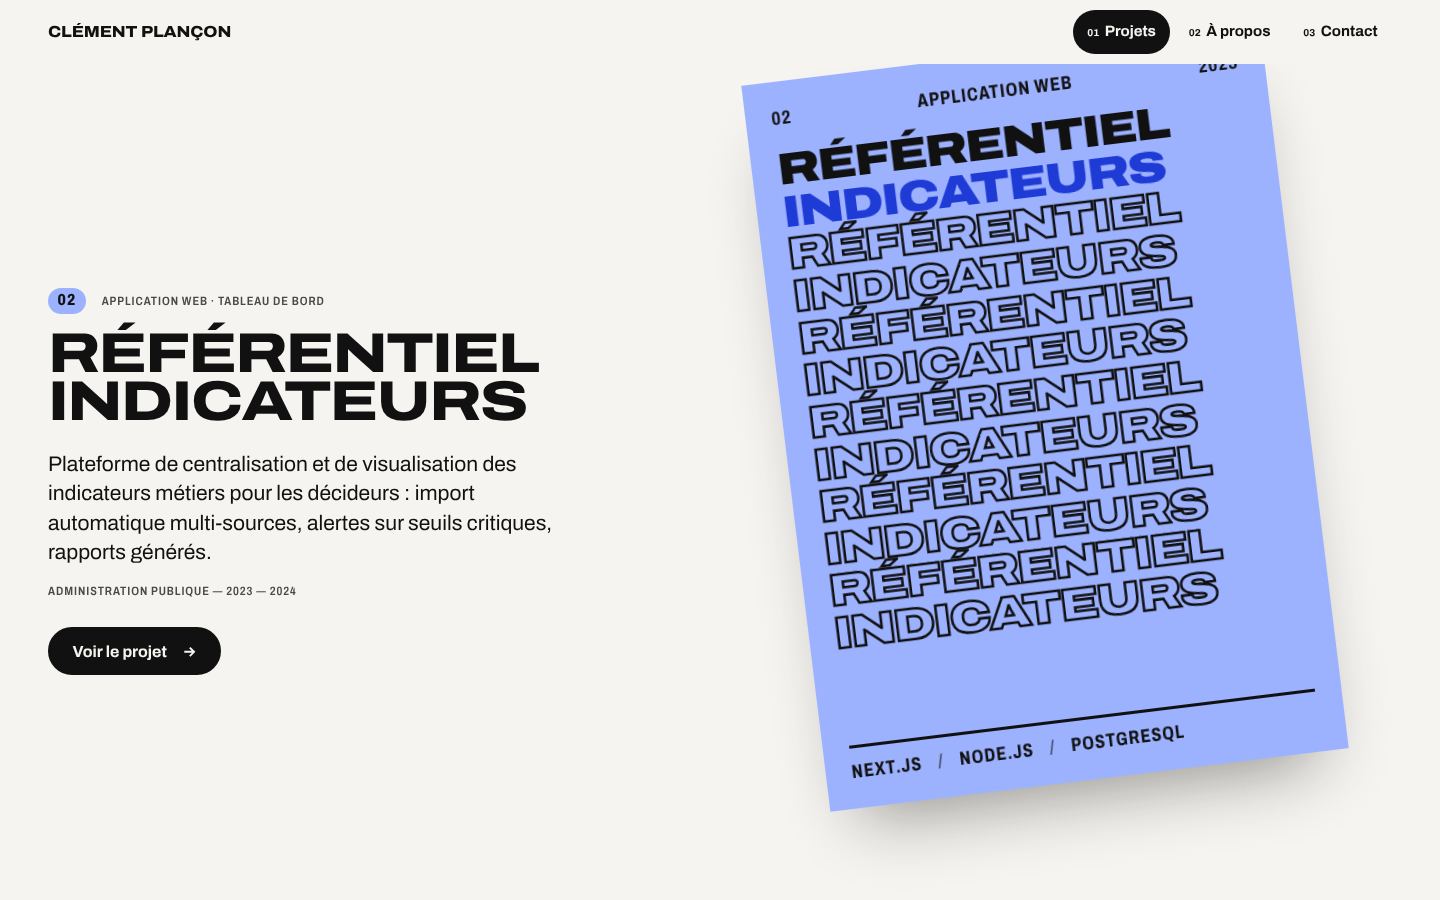 CLÉMENT PLANÇON
01 Projets
02 À propos
03 Contact
02
APPLICATION WEB · TABLEAU DE BORD
RÉFÉRENTIEL
INDICATEURS
Plateforme de centralisation et de visualisation des
indicateurs métiers pour les décideurs : import
automatique multi-sources, alertes sur seuils critiques,
rapports générés.
ADMINISTRATION PUBLIQUE — 2023 — 2024
Voir le projet →
02 APPLICATION WEB 2023
RÉFÉRENTIEL
INDICATEURS
RÉFÉRENTIEL
INDICATEURS
RÉFÉRENTIEL
INDICATEURS
RÉFÉRENTIEL
INDICATEURS
RÉFÉRENTIEL
INDICATEURS
RÉFÉRENTIEL
INDICATEURS
NEXT.JS / NODE.JS / POSTGRESQL